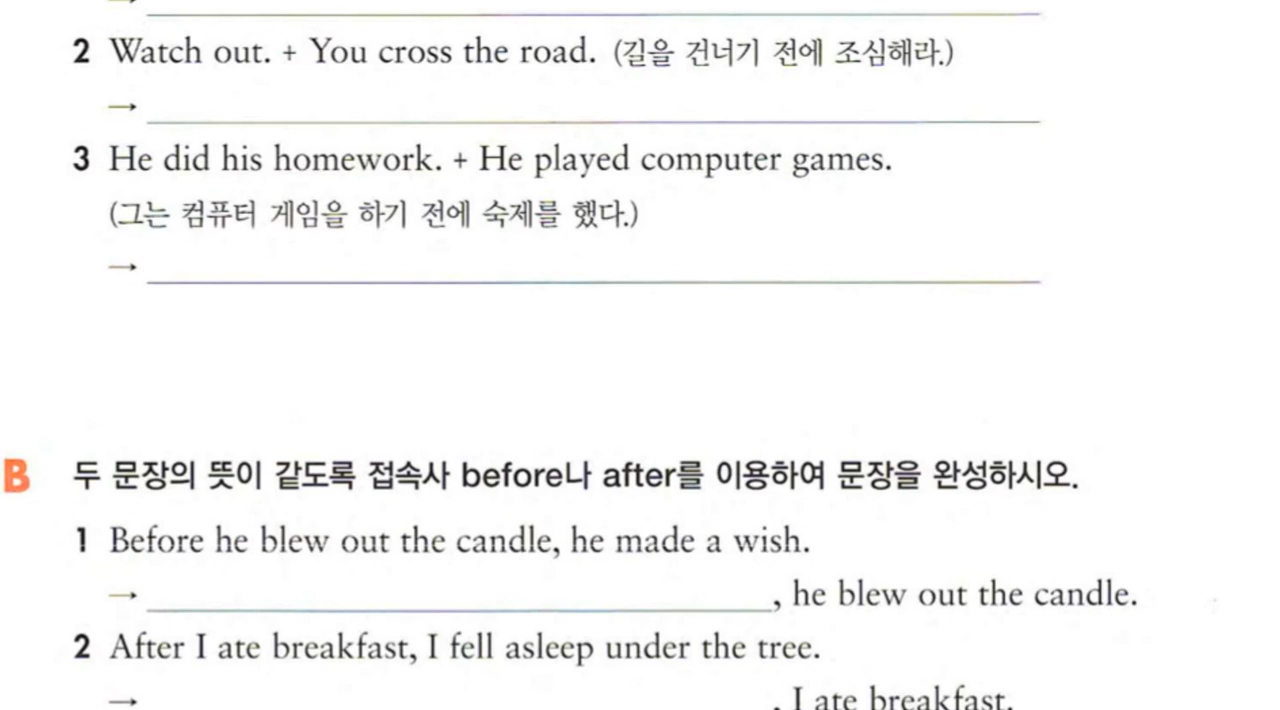 2 Watch out. + You cross the road. (길을 건너기 전에 조심해라.)
→
3 He did his homework. + He played computer games.
(그는 컴퓨터 게임을 하기 전에 숙제를 했다.)
→
B 두 문장의 뜻이 같도록 접속사 before나 after를 이용하여 문장을 완성하시오.
1 Before he blew out the candle, he made a wish.
→ , he blew out the candle.
2 After I ate breakfast, I fell asleep under the tree.
→ , I ate breakfast.